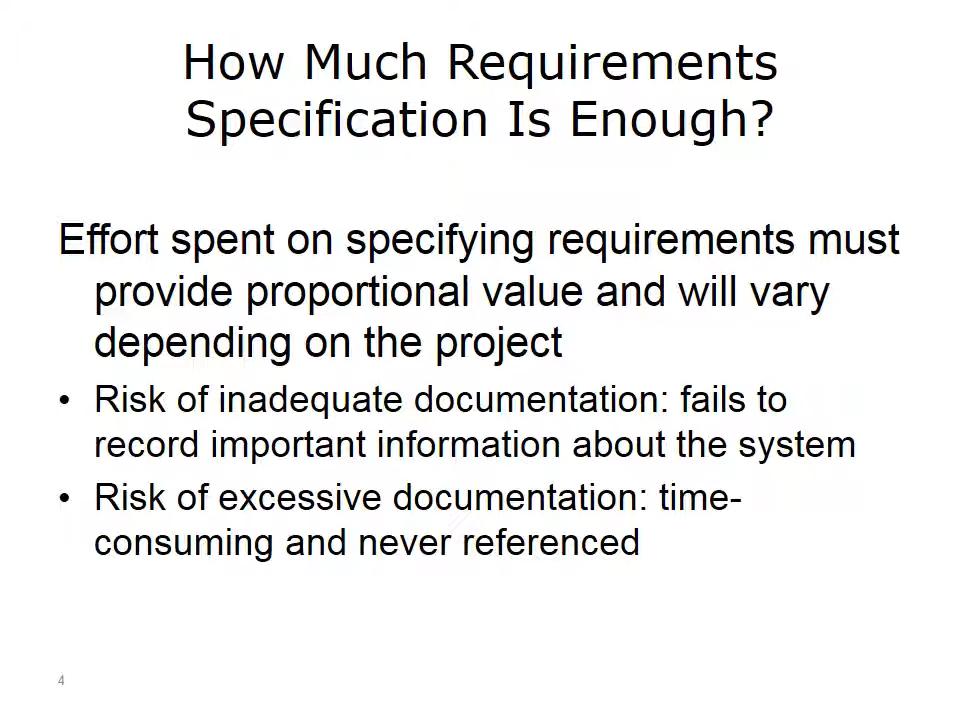 How Much Requirements
Specification Is Enough?
Effort spent on specifying requirements must
provide proportional value and will vary
depending on the project
• Risk of inadequate documentation: fails to
record important information about the system
• Risk of excessive documentation: time-
consuming and never referenced
4